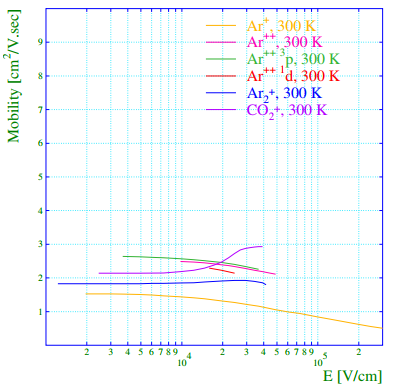 Mobility [cm²/V.sec]
Ar⁺, 300 K
Ar⁺⁺, 300 K
Ar⁺⁺ ³p, 300 K
Ar⁺⁺ ¹d, 300 K
Ar₂⁺, 300 K
CO₂⁺, 300 K
9
8
7
6
5
4
3
2
1
2 3 4 5 6 7 8 9 10⁴ 2 3 4 5 6 7 8 9 10⁵ 2
E [V/cm]